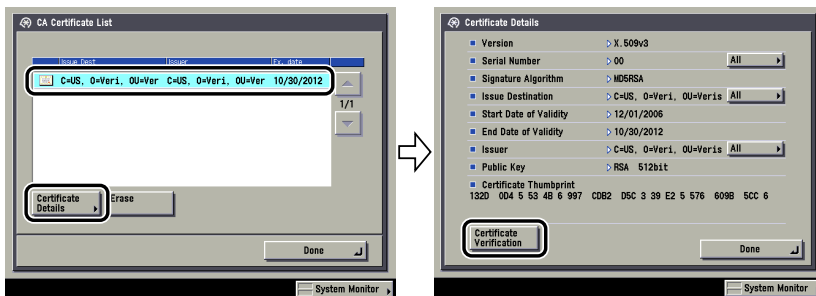 CA Certificate List
Issue Dest Issuer Ex. date
C=US, O=Veri, OU=Ver C=US, O=Veri, OU=Ver 10/30/2012
1/1
Certificate Details
Erase
Done
System Monitor
Certificate Details
Version X.509v3
Serial Number 00 All
Signature Algorithm MD5RSA
Issue Destination C=US, O=Veri, OU=Veris All
Start Date of Validity 12/01/2006
End Date of Validity 10/30/2012
Issuer C=US, O=Veri, OU=Veris All
Public Key RSA 512bit
Certificate Thumbprint
132D 0D4 5 53 4B 6 997 CDB2 D5C 3 39 E2 5 576 609B 5CC 6
Certificate Verification
Done
System Monitor